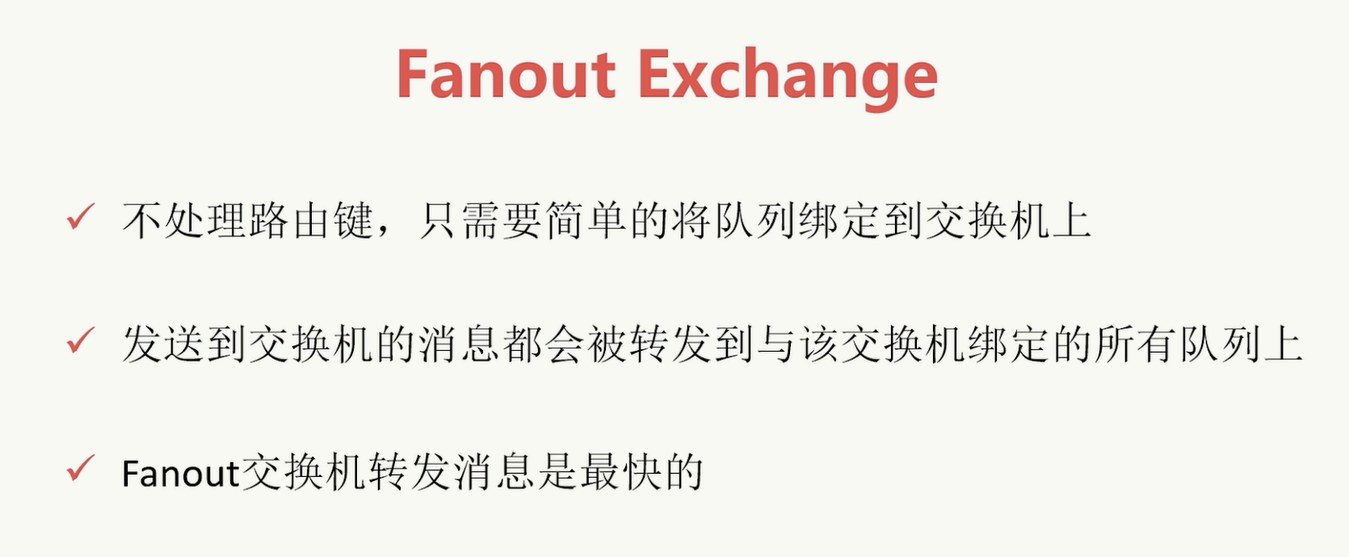 Fanout Exchange
不处理路由键，只需要简单的将队列绑定到交换机上
发送到交换机的消息都会被转发到与该交换机绑定的所有队列上
Fanout交换机转发消息是最快的